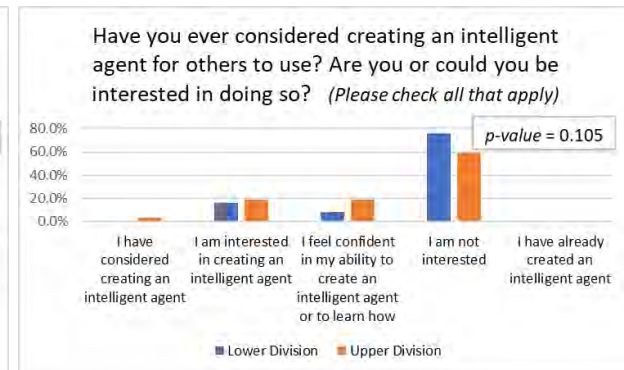 Have you ever considered creating an intelligent
agent for others to use? Are you or could you be
interested in doing so? (Please check all that apply)
80.0%
p-value = 0.105
60.0%
40.0%
20.0%
0.0%
I have considered creating an intelligent agent
I am interested in creating an intelligent agent
I feel confident in my ability to create an intelligent agent or to learn how
I am not interested
I have already created an intelligent agent
Lower Division
Upper Division